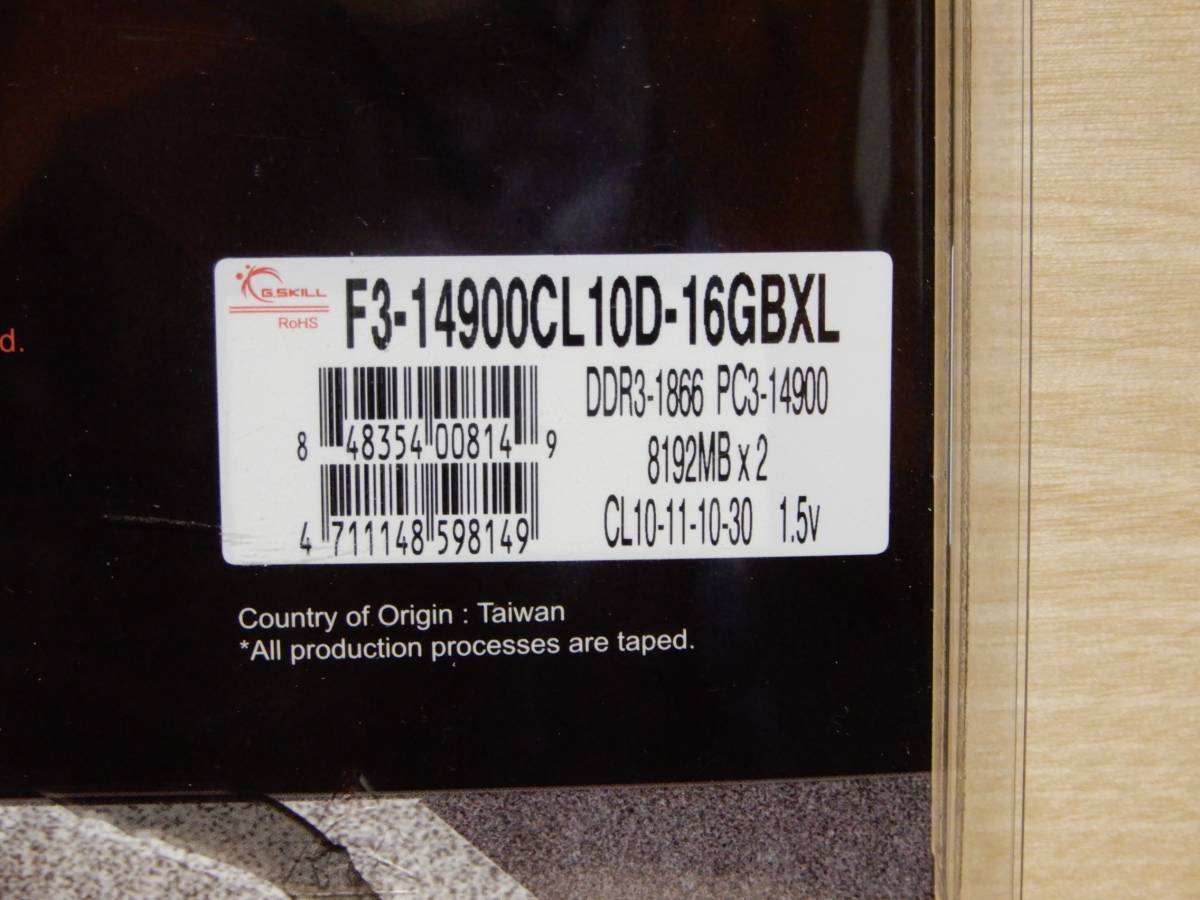 d.
G.SKILL
RoHS
F3-14900CL10D-16GBXL
DDR3-1866 PC3-14900
8192MB x 2
CL10-11-10-30 1.5v
8 48354 00814 9
4 711148 598149
Country of Origin : Taiwan
*All production processes are taped.